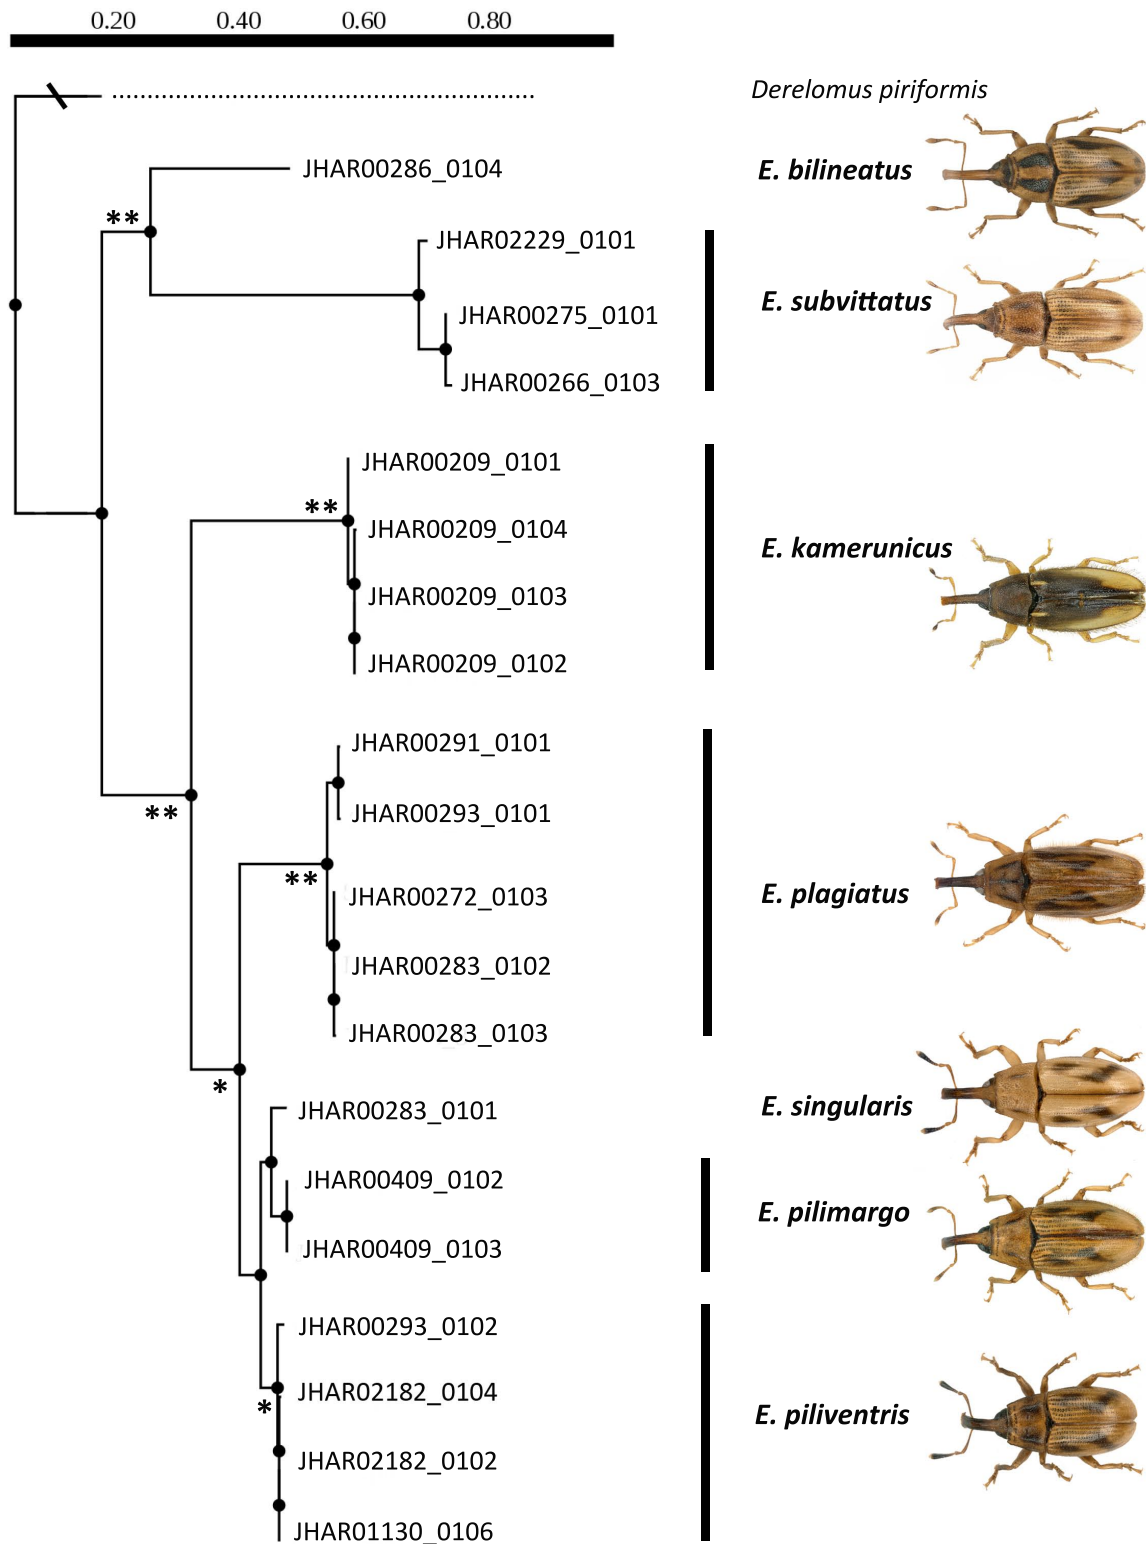 0.20 0.40 0.60 0.80
Derelomus piriformis
JHAR00286_0104
E. bilineatus
**
JHAR02229_0101
JHAR00275_0101
E. subvittatus
JHAR00266_0103
JHAR00209_0101
**
JHAR00209_0104
E. kamerunicus
JHAR00209_0103
JHAR00209_0102
JHAR00291_0101
**
JHAR00293_0101
**
JHAR00272_0103
E. plagiatus
JHAR00283_0102
JHAR00283_0103
*
JHAR00283_0101
E. singularis
JHAR00409_0102
E. pilimargo
JHAR00409_0103
JHAR00293_0102
JHAR02182_0104
*
E. piliventris
JHAR02182_0102
JHAR01130_0106